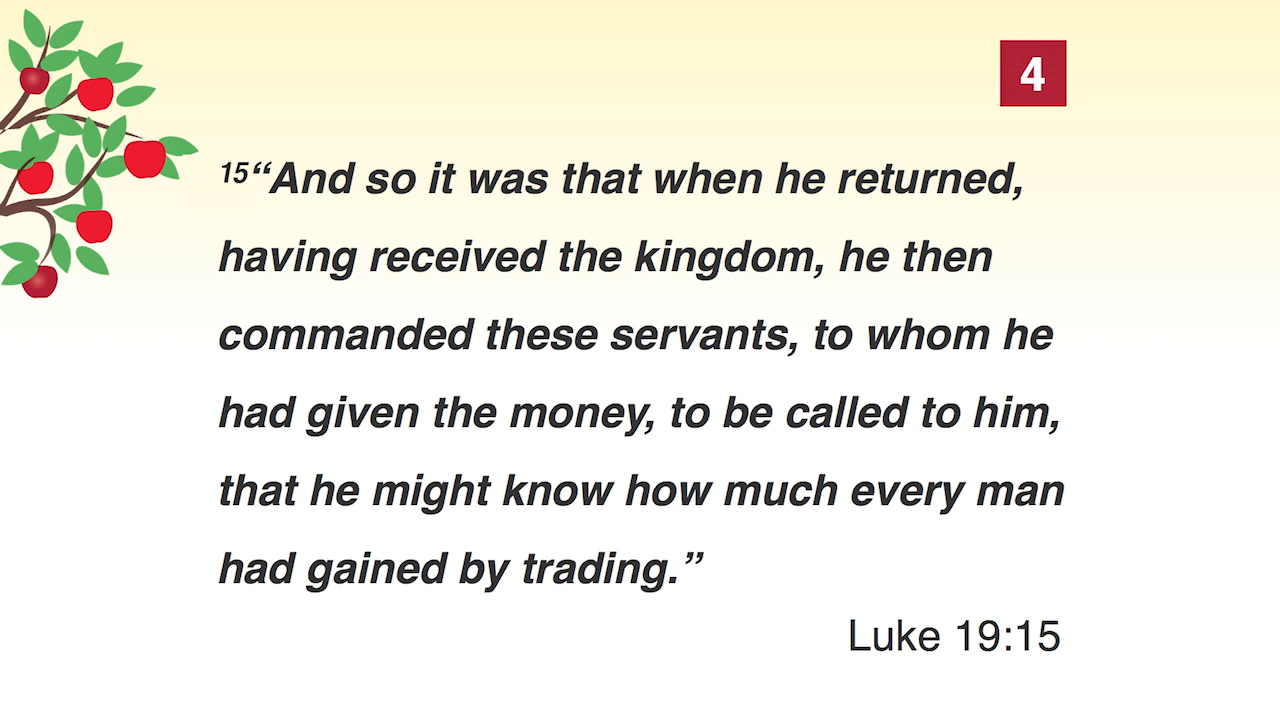 4
15“And so it was that when he returned,
having received the kingdom, he then
commanded these servants, to whom he
had given the money, to be called to him,
that he might know how much every man
had gained by trading.”
Luke 19:15